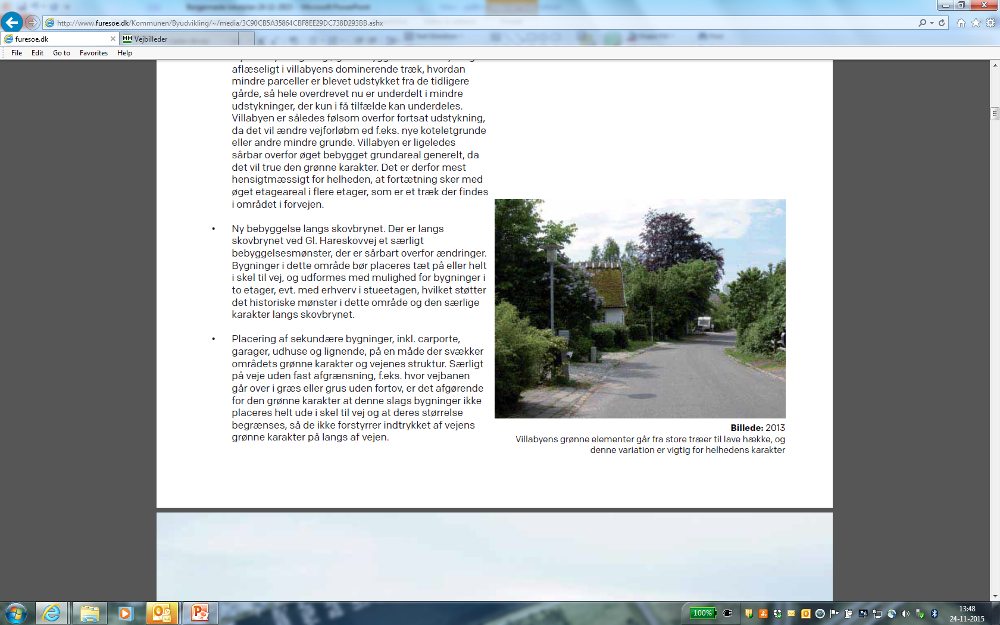 Borgermøde lokalplan 24-11-2015 - Microsoft PowerPoint
http://www.furesoe.dk/Kommunen/Byudvikling/~/media/3C90CB5A35864CBF8EE29DC738D293BB.ashx
furesoe.dk
HH Vejbilleder
File Edit Go to Favorites Help
aflæseligt i villabyens dominerende træk, hvordan
mindre parceller er blevet udstykket fra de tidligere
gårde, så hele overdrevet nu er underdelt i mindre
udstykninger, der kun i få tilfælde kan underdeles.
Villabyen er således følsom overfor fortsat udstykning,
da det vil ændre vejforløbm ed f.eks. nye koteletgrunde
eller andre mindre grunde. Villabyen er ligeledes
sårbar overfor øget bebygget grundareal generelt, da
det vil true den grønne karakter. Det er derfor mest
hensigtmæssigt for helheden, at fortætning sker med
øget etageareal i flere etager, som er et træk der findes
i området i forvejen.
• Ny bebyggelse langs skovbrynet. Der er langs
skovbrynet ved Gl. Hareskovvej et særligt
bebyggelsesmønster, der er sårbart overfor ændringer.
Bygninger i dette område bør placeres tæt på eller helt
i skel til vej, og udformes med mulighed for bygninger i
to etager, evt. med erhverv i stueetagen, hvilket støtter
det historiske mønster i dette område og den særlige
karakter langs skovbrynet.
• Placering af sekundære bygninger, inkl. carporte,
garager, udhuse og lignende, på en måde der svækker
områdets grønne karakter og vejenes struktur. Særligt
på veje uden fast afgrænsning, f.eks. hvor vejbanen
går over i græs eller grus uden fortov, er det afgørende
for den grønne karakter at denne slags bygninger ikke
placeres helt ude i skel til vej og at deres størrelse
begrænses, så de ikke forstyrrer indtrykket af vejens
grønne karakter på langs af vejen.
Billede: 2013
Villabyens grønne elementer går fra store træer til lave hække, og
denne variation er vigtig for helhedens karakter
100%
13:48
24-11-2015